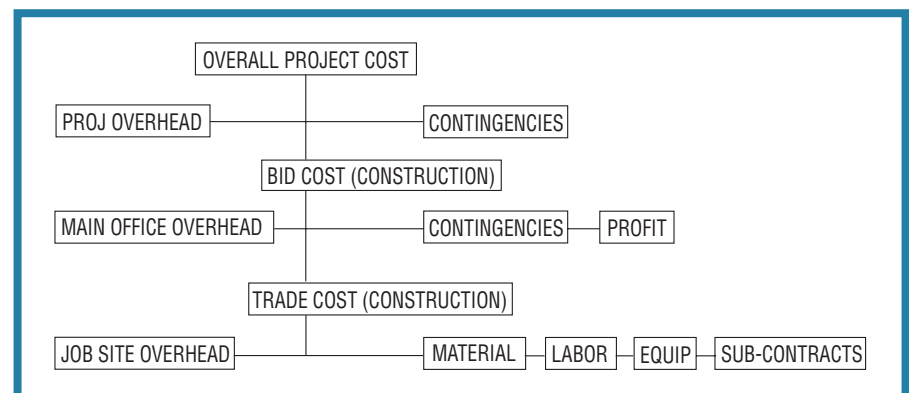 OVERALL PROJECT COST
PROJ OVERHEAD CONTINGENCIES
BID COST (CONSTRUCTION)
MAIN OFFICE OVERHEAD CONTINGENCIES PROFIT
TRADE COST (CONSTRUCTION)
JOB SITE OVERHEAD MATERIAL LABOR EQUIP SUB-CONTRACTS